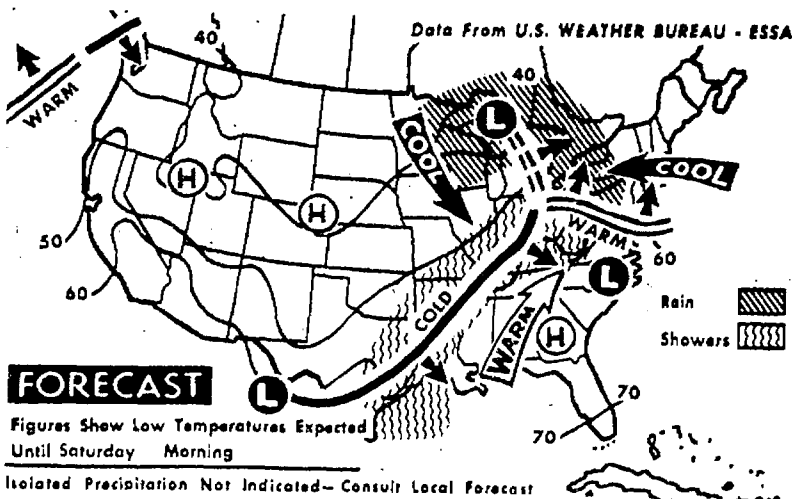 Data From U.S. WEATHER BUREAU - ESSA
40
40
WARM
L
COOL
COOL
H
H
50
60
WARM
60
L
COLD
WARM
H
Rain
Showers
L
FORECAST
70
70
Figures Show Low Temperatures Expected
Until Saturday Morning
Isolated Precipitation Not Indicated— Consult Local Forecast